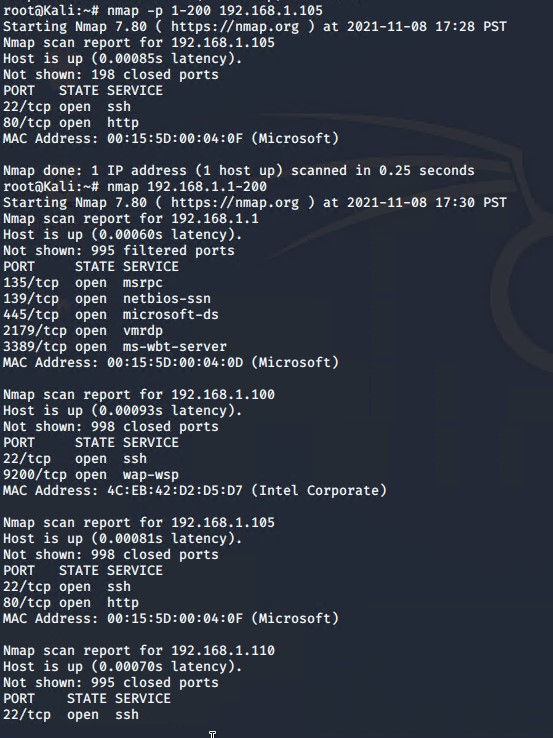 root@Kali:~# nmap -p 1-200 192.168.1.105
Starting Nmap 7.80 ( https://nmap.org ) at 2021-11-08 17:28 PST
Nmap scan report for 192.168.1.105
Host is up (0.00085s latency).
Not shown: 198 closed ports
PORT   STATE SERVICE
22/tcp open  ssh
80/tcp open  http
MAC Address: 00:15:5D:00:04:0F (Microsoft)

Nmap done: 1 IP address (1 host up) scanned in 0.25 seconds
root@Kali:~# nmap 192.168.1.1-200
Starting Nmap 7.80 ( https://nmap.org ) at 2021-11-08 17:30 PST
Nmap scan report for 192.168.1.1
Host is up (0.00060s latency).
Not shown: 995 filtered ports
PORT     STATE SERVICE
135/tcp  open  msrpc
139/tcp  open  netbios-ssn
445/tcp  open  microsoft-ds
2179/tcp open  vmrdp
3389/tcp open  ms-wbt-server
MAC Address: 00:15:5D:00:04:0D (Microsoft)

Nmap scan report for 192.168.1.100
Host is up (0.00093s latency).
Not shown: 998 closed ports
PORT     STATE SERVICE
22/tcp   open  ssh
9200/tcp open  wap-wsp
MAC Address: 4C:EB:42:D2:D5:D7 (Intel Corporate)

Nmap scan report for 192.168.1.105
Host is up (0.00081s latency).
Not shown: 998 closed ports
PORT   STATE SERVICE
22/tcp open  ssh
80/tcp open  http
MAC Address: 00:15:5D:00:04:0F (Microsoft)

Nmap scan report for 192.168.1.110
Host is up (0.00070s latency).
Not shown: 995 closed ports
PORT    STATE SERVICE
22/tcp  open  ssh